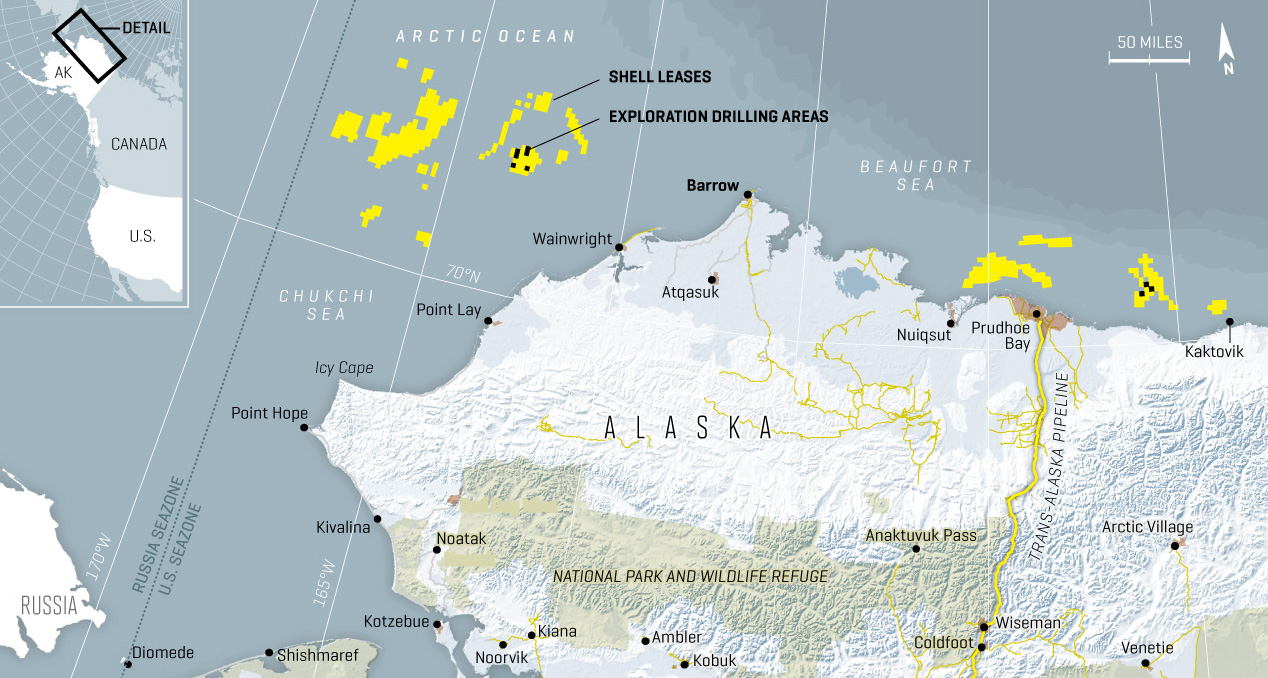 DETAIL
AK
CANADA
U.S.
ARCTIC OCEAN
SHELL LEASES
EXPLORATION DRILLING AREAS
50 MILES
N
BEAUFORT
SEA
Barrow
Wainwright
70°N
Atqasuk
CHUKCHI
SEA
Point Lay
Nuiqsut
Prudhoe
Bay
Kaktovik
Icy Cape
Point Hope
ALASKA
TRANS-ALASKA PIPELINE
RUSSIA SEAZONE
U.S. SEAZONE
Kivalina
Noatak
Anaktuvuk Pass
Arctic Village
170°W
165°W
NATIONAL PARK AND WILDLIFE REFUGE
RUSSIA
Kotzebue
Kiana
Ambler
Wiseman
Coldfoot
Diomede
Shishmaref
Noorvik
Kobuk
Venetie